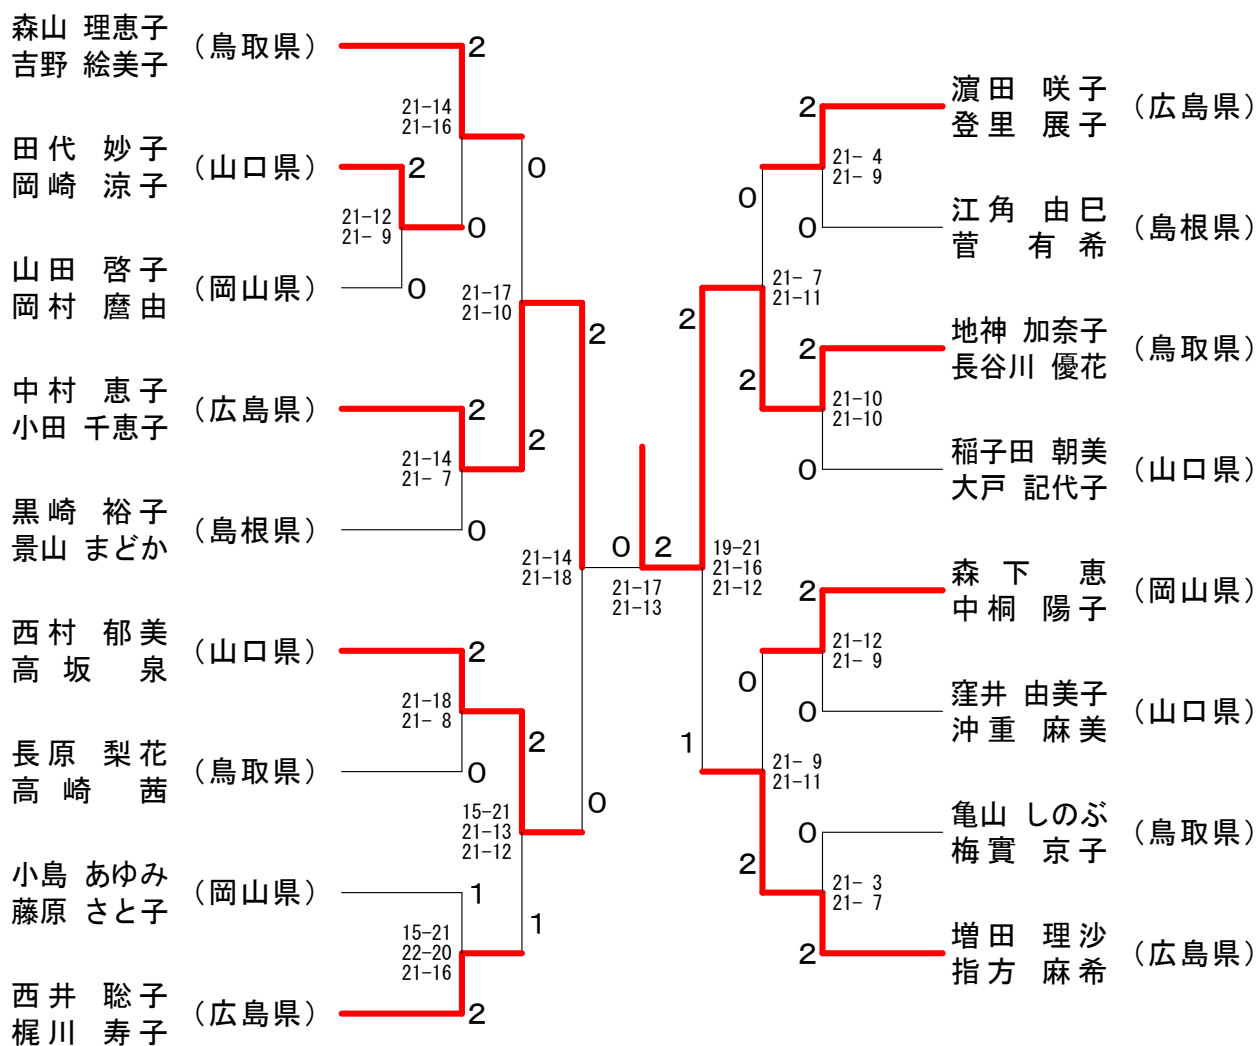 森山 理恵子
吉野 絵美子
（鳥取県）
2
21-14
21-16
田代 妙子
岡崎 涼子
（山口県）
2
0
21-12
21- 9
0
山田 啓子
岡村 麿由
（岡山県）
0
21-17
21-10
2
中村 恵子
小田 千恵子
（広島県）
2
2
21-14
21- 7
黒崎 裕子
景山 まどか
（島根県）
0
21-14
21-18
西村 郁美
高坂 泉
（山口県）
2
21-18
21- 8
2
長原 梨花
高崎 茜
（鳥取県）
0
0
15-21
21-13
21-12
小島 あゆみ
藤原 さと子
（岡山県）
1
1
15-21
22-20
21-16
西井 聡子
梶川 寿子
（広島県）
2
0
2
21-17
21-13
濵田 咲子
登里 展子
（広島県）
2
21- 4
21- 9
0
江角 由巳
菅 有希
（島根県）
0
21- 7
21-11
2
地神 加奈子
長谷川 優花
（鳥取県）
2
2
21-10
21-10
稲子田 朝美
大戸 記代子
（山口県）
0
19-21
21-16
21-12
森下 恵
中桐 陽子
（岡山県）
2
21-12
21- 9
0
窪井 由美子
沖重 麻美
（山口県）
0
1
21- 9
21-11
亀山 しのぶ
梅實 京子
（鳥取県）
0
2
21- 3
21- 7
増田 理沙
指方 麻希
（広島県）
2